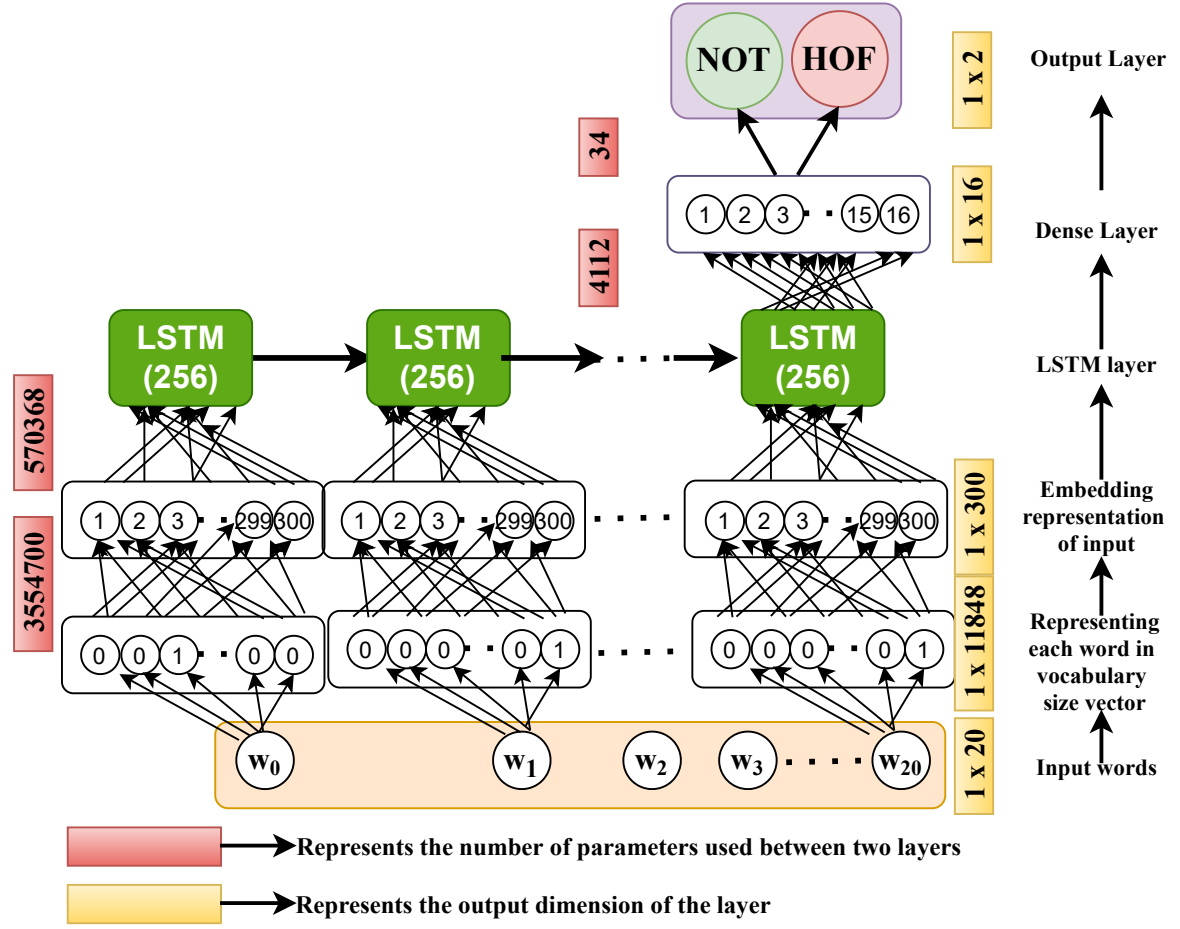 NOT HOF
1 x 2
Output Layer
34
1 2 3 · · 15 16
1 x 16
Dense Layer
4112
LSTM
(256)
LSTM
(256)
LSTM
(256)
LSTM layer
570368
1 2 3 · · 299 300
1 2 3 · · 299 300
1 2 3 · · 299 300
1 x 300
Embedding
representation
of input
3554700
0 0 1 · · 0 0
0 0 0 · · 0 1
0 0 0 · · 0 1
1 x 11848
Representing
each word in
vocabulary
size vector
w0 w1 w2 w3 w20
1 x 20
Input words
Represents the number of parameters used between two layers
Represents the output dimension of the layer